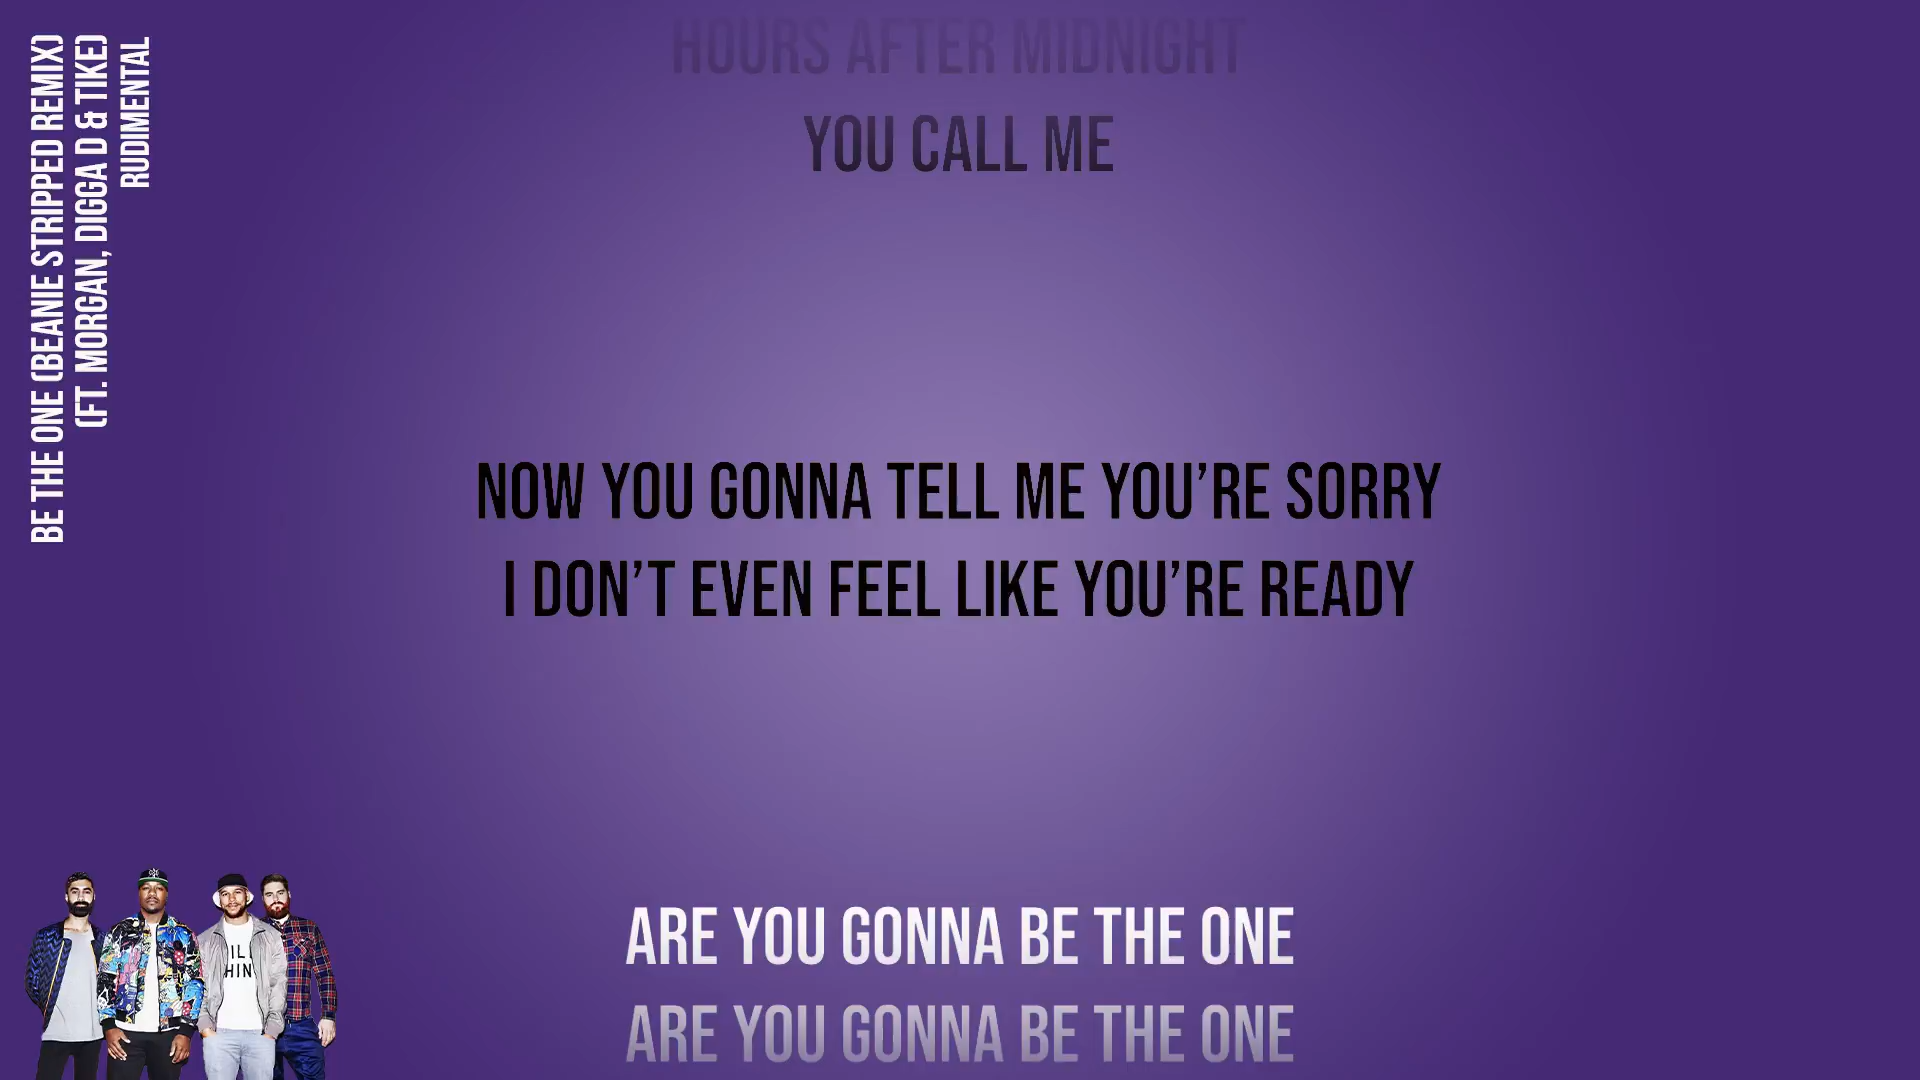 BE THE ONE (BEANIE STRIPPED REMIX)
(FT. MORGAN, DIGGA D & TIKE)
RUDIMENTAL
HOURS AFTER MIDNIGHT
YOU CALL ME
NOW YOU GONNA TELL ME YOU’RE SORRY
I DON’T EVEN FEEL LIKE YOU’RE READY
ARE YOU GONNA BE THE ONE
ARE YOU GONNA BE THE ONE